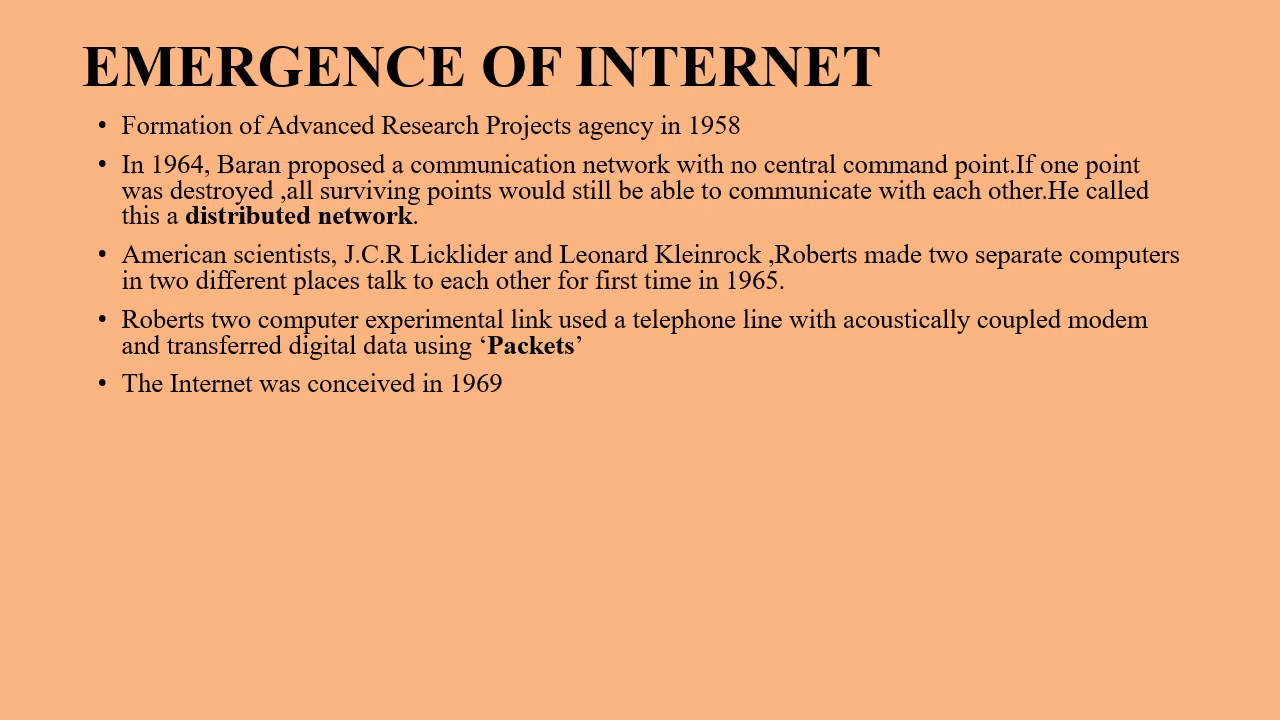 EMERGENCE OF INTERNET
• Formation of Advanced Research Projects agency in 1958
• In 1964, Baran proposed a communication network with no central command point.If one point
was destroyed ,all surviving points would still be able to communicate with each other.He called
this a distributed network.
• American scientists, J.C.R Licklider and Leonard Kleinrock ,Roberts made two separate computers
in two different places talk to each other for first time in 1965.
• Roberts two computer experimental link used a telephone line with acoustically coupled modem
and transferred digital data using ‘Packets’
• The Internet was conceived in 1969